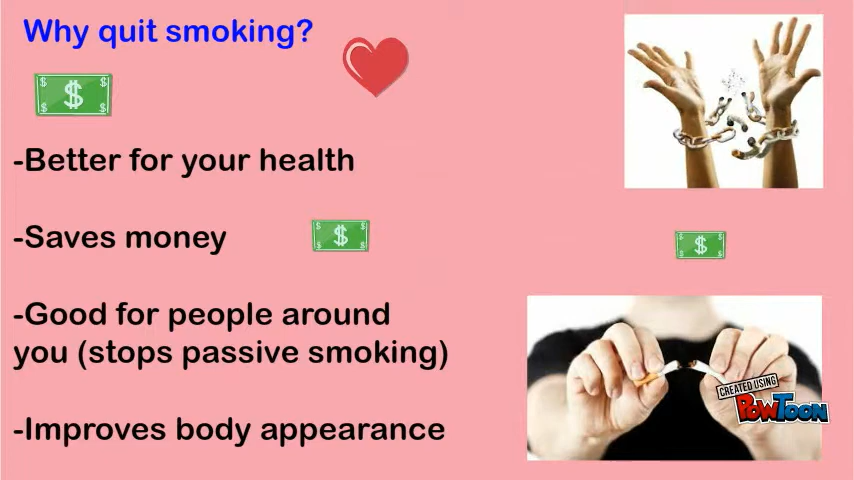 Why quit smoking?
-Better for your health
-Saves money
-Good for people around
you (stops passive smoking)
-Improves body appearance
CREATED USING
POWTOON